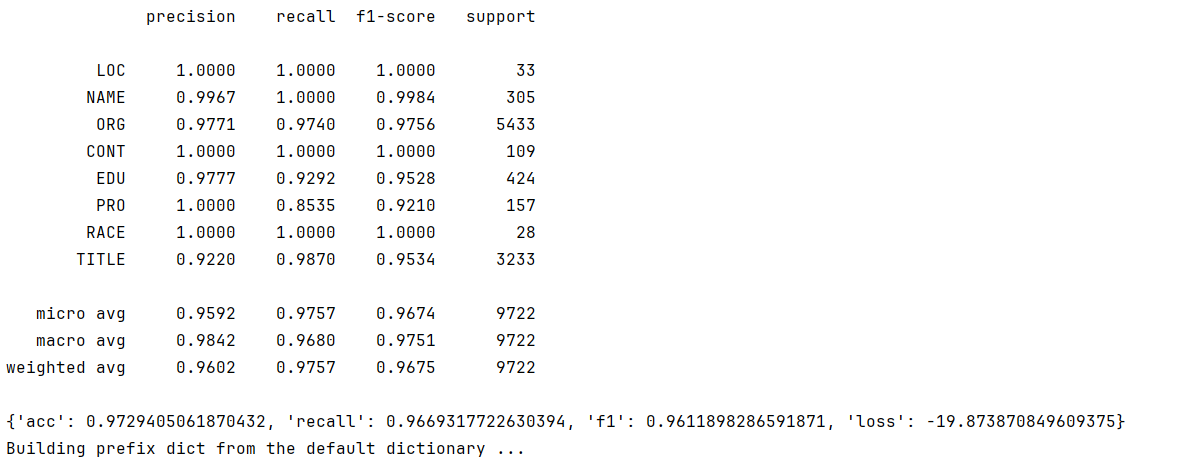 precision recall f1-score support
LOC 1.0000 1.0000 1.0000 33
NAME 0.9967 1.0000 0.9984 305
ORG 0.9771 0.9740 0.9756 5433
CONT 1.0000 1.0000 1.0000 109
EDU 0.9777 0.9292 0.9528 424
PRO 1.0000 0.8535 0.9210 157
RACE 1.0000 1.0000 1.0000 28
TITLE 0.9220 0.9870 0.9534 3233
micro avg 0.9592 0.9757 0.9674 9722
macro avg 0.9842 0.9680 0.9751 9722
weighted avg 0.9602 0.9757 0.9675 9722
{'acc': 0.9729405061870432, 'recall': 0.9669317722630394, 'f1': 0.9611898286591871, 'loss': -19.873870849609375}
Building prefix dict from the default dictionary ...